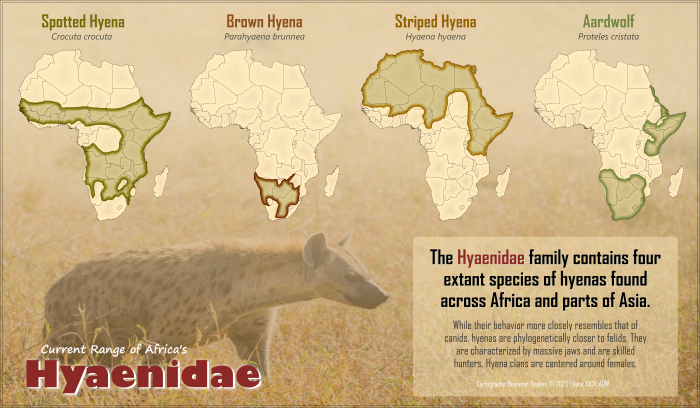 Spotted Hyena
Crocuta crocuta
Brown Hyena
Parahyaena brunnea
Striped Hyena
Hyaena hyaena
Aardwolf
Proteles cristata
The Hyaenidae family contains four
extant species of hyenas found
across Africa and parts of Asia.
While their behavior more closely resembles that of
canids, hyenas are phylogenetically closer to felids. They
are characterized by massive jaws and are skilled
hunters. Hyena clans are centered around females.
Cartography: Benjamin 11/2023 | Data: IUCN, ADW
Current Range of Africa's
Hyaenidae